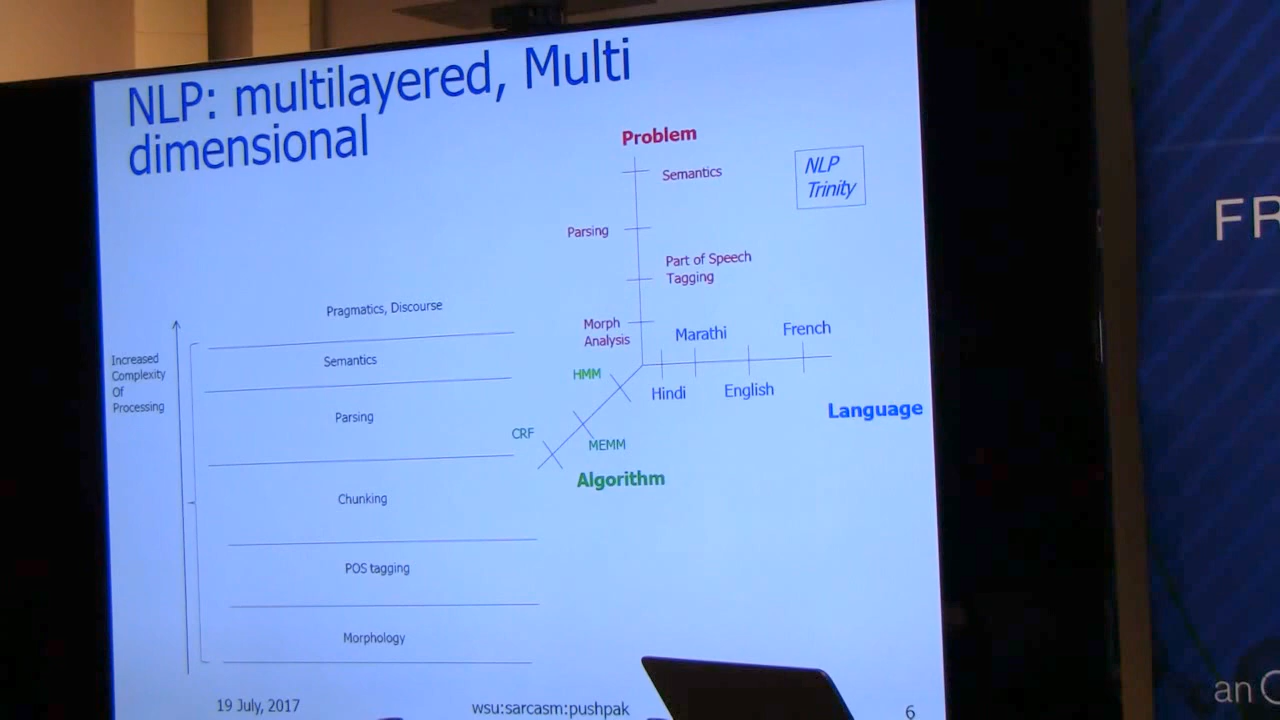 NLP: multilayered, Multi
dimensional
Problem
Semantics
NLP
Trinity
Parsing
Part of Speech
Tagging
Morph
Analysis
Marathi
French
HMM
Hindi
English
Language
CRF
MEMM
Algorithm
Increased
Complexity
Of
Processing
Pragmatics, Discourse
Semantics
Parsing
Chunking
POS tagging
Morphology
19 July, 2017
wsu:sarcasm:pushpak
6
FR
an